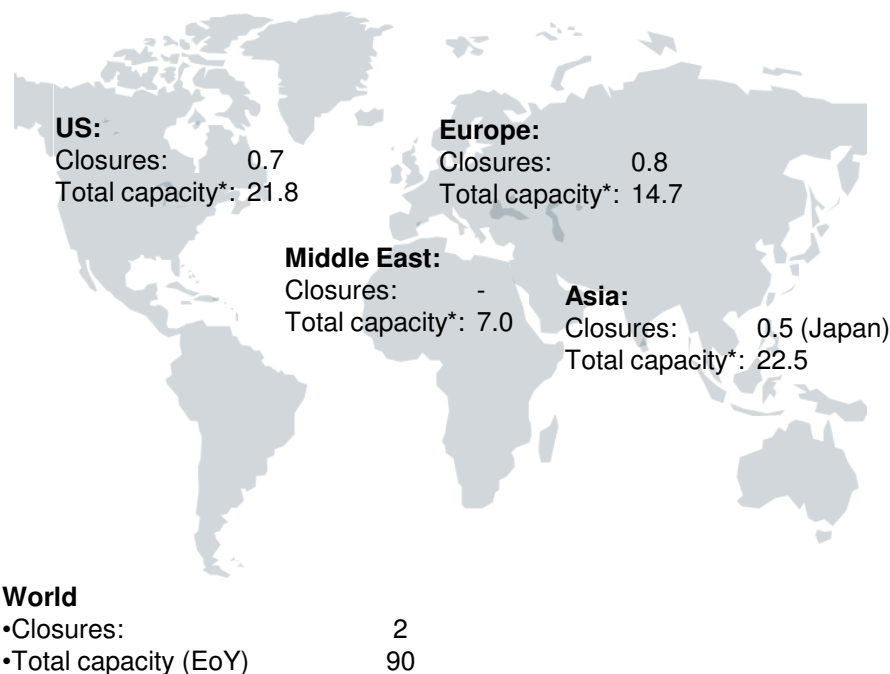 US:
Closures: 0.7
Total capacity*: 21.8
Europe:
Closures: 0.8
Total capacity*: 14.7
Middle East:
Closures: -
Total capacity*: 7.0
Asia:
Closures: 0.5 (Japan)
Total capacity*: 22.5
World
•Closures: 2
•Total capacity (EoY) 90